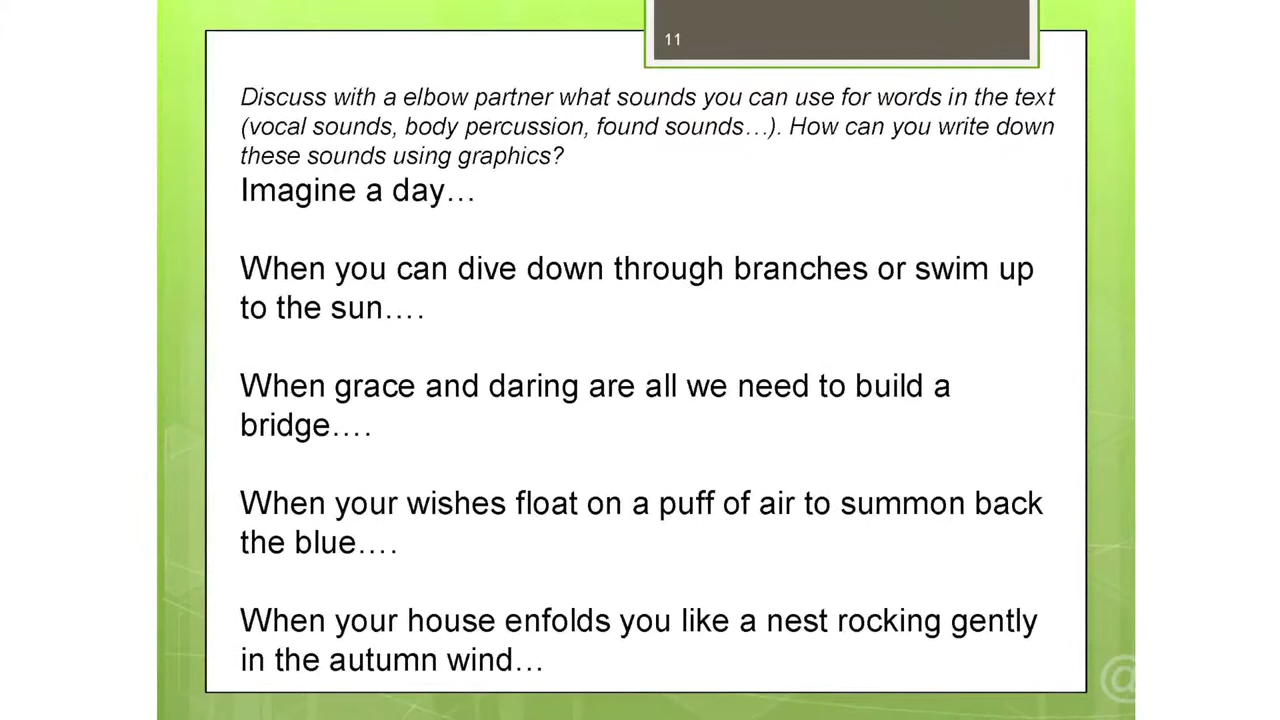 11
Discuss with a elbow partner what sounds you can use for words in the text
(vocal sounds, body percussion, found sounds…). How can you write down
these sounds using graphics?
Imagine a day…
When you can dive down through branches or swim up
to the sun….
When grace and daring are all we need to build a
bridge….
When your wishes float on a puff of air to summon back
the blue….
When your house enfolds you like a nest rocking gently
in the autumn wind…
@